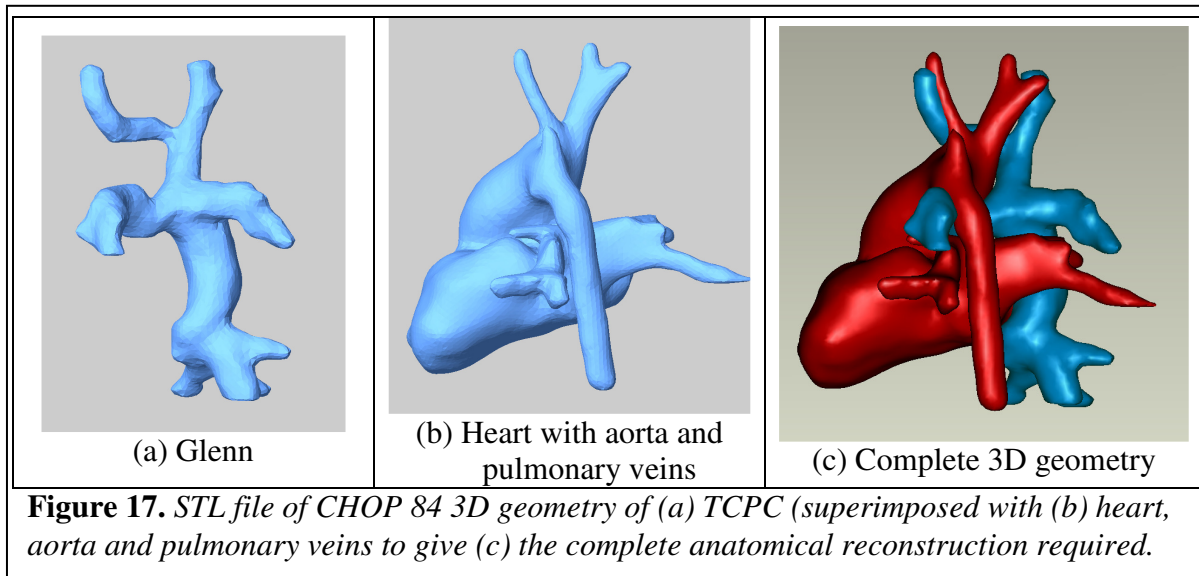 (a) Glenn
(b) Heart with aorta and
pulmonary veins
(c) Complete 3D geometry
Figure 17. STL file of CHOP 84 3D geometry of (a) TCPC (superimposed with (b) heart,
aorta and pulmonary veins to give (c) the complete anatomical reconstruction required.